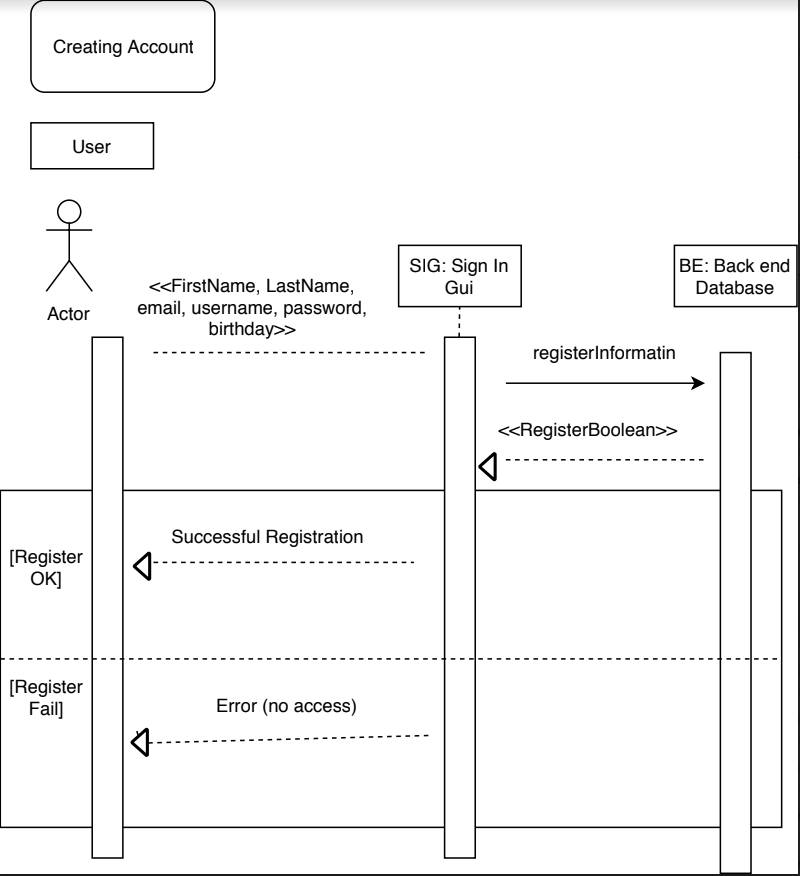 Creating Account
User
Actor
<<FirstName, LastName,
email, username, password,
birthday>>
SIG: Sign In
Gui
BE: Back end
Database
registerInformatin
<<RegisterBoolean>>
[Register
OK]
Successful Registration
[Register
Fail]
Error (no access)